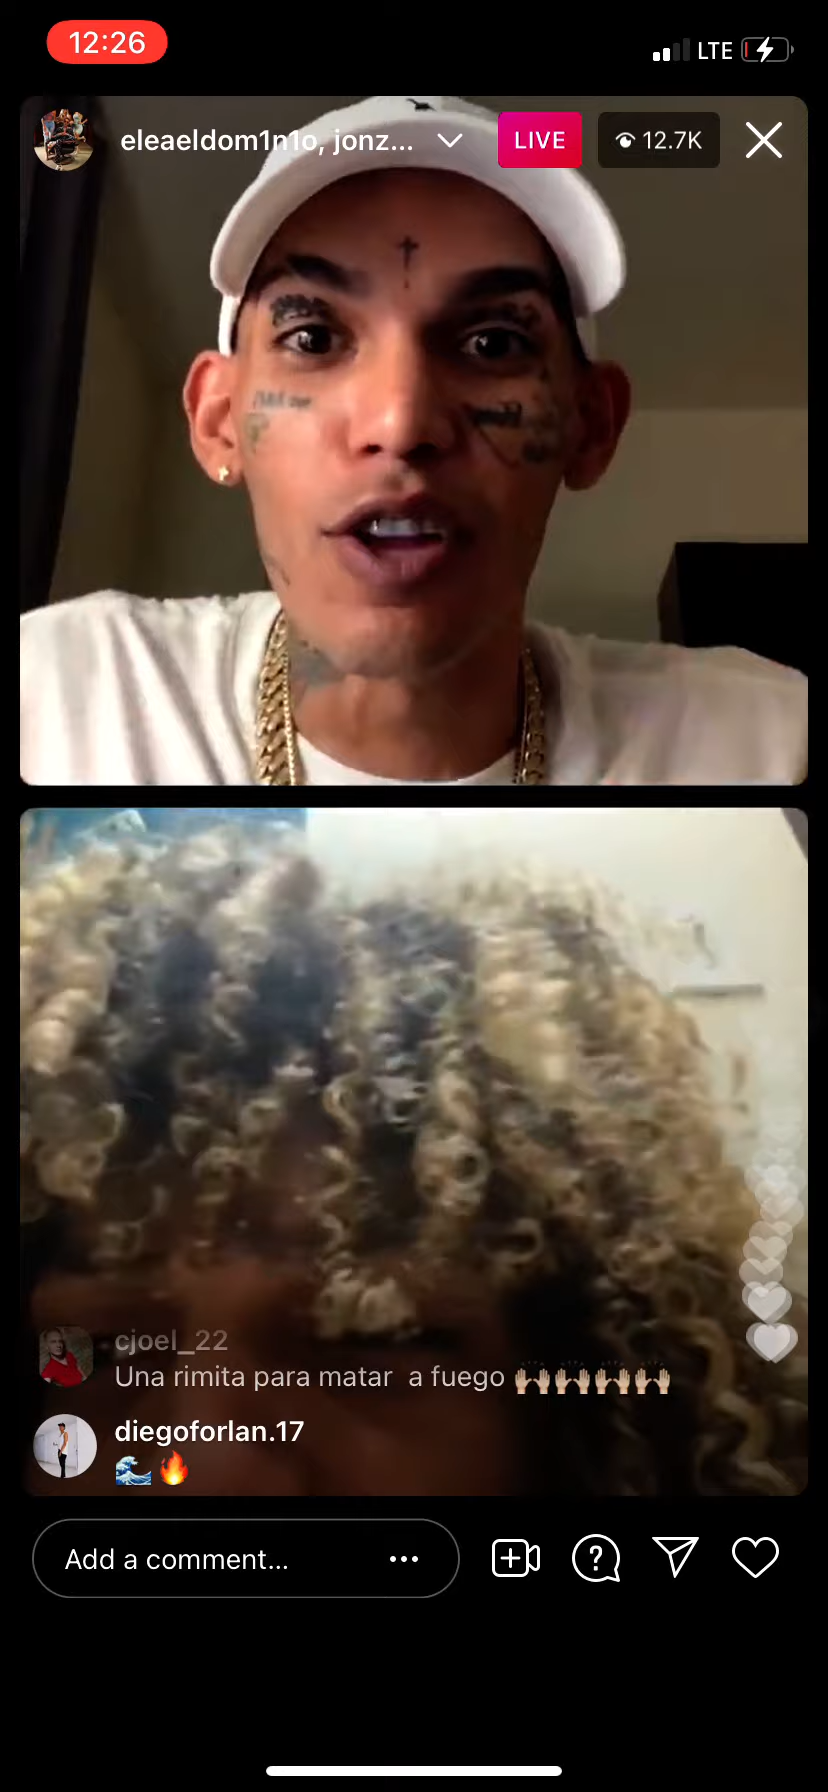 12:26
LTE
eleaeldom1n1o, jonz...
LIVE
12.7K
cjoel_22
Una rimita para matar a fuego 🙌🏼🙌🏼🙌🏼🙌🏼
diegoforlan.17
🌊🔥
Add a comment...